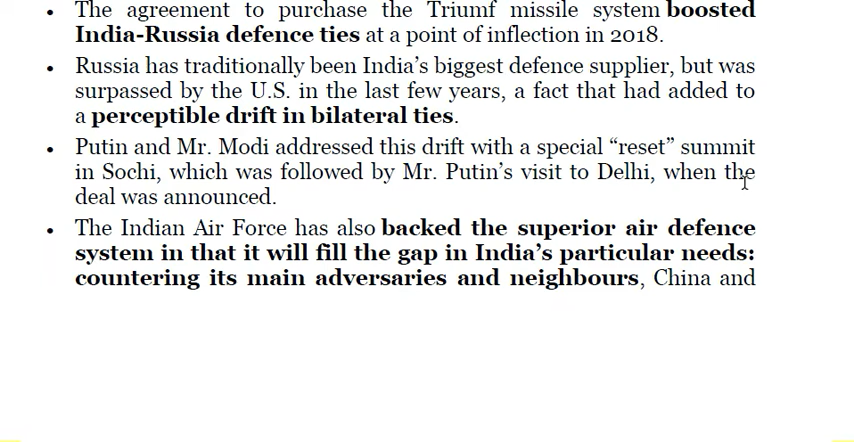 • The agreement to purchase the Triumf missile system boosted
India-Russia defence ties at a point of inflection in 2018.
• Russia has traditionally been India’s biggest defence supplier, but was
surpassed by the U.S. in the last few years, a fact that had added to
a perceptible drift in bilateral ties.
• Putin and Mr. Modi addressed this drift with a special “reset” summit
in Sochi, which was followed by Mr. Putin’s visit to Delhi, when the
deal was announced.
• The Indian Air Force has also backed the superior air defence
system in that it will fill the gap in India’s particular needs:
countering its main adversaries and neighbours, China and